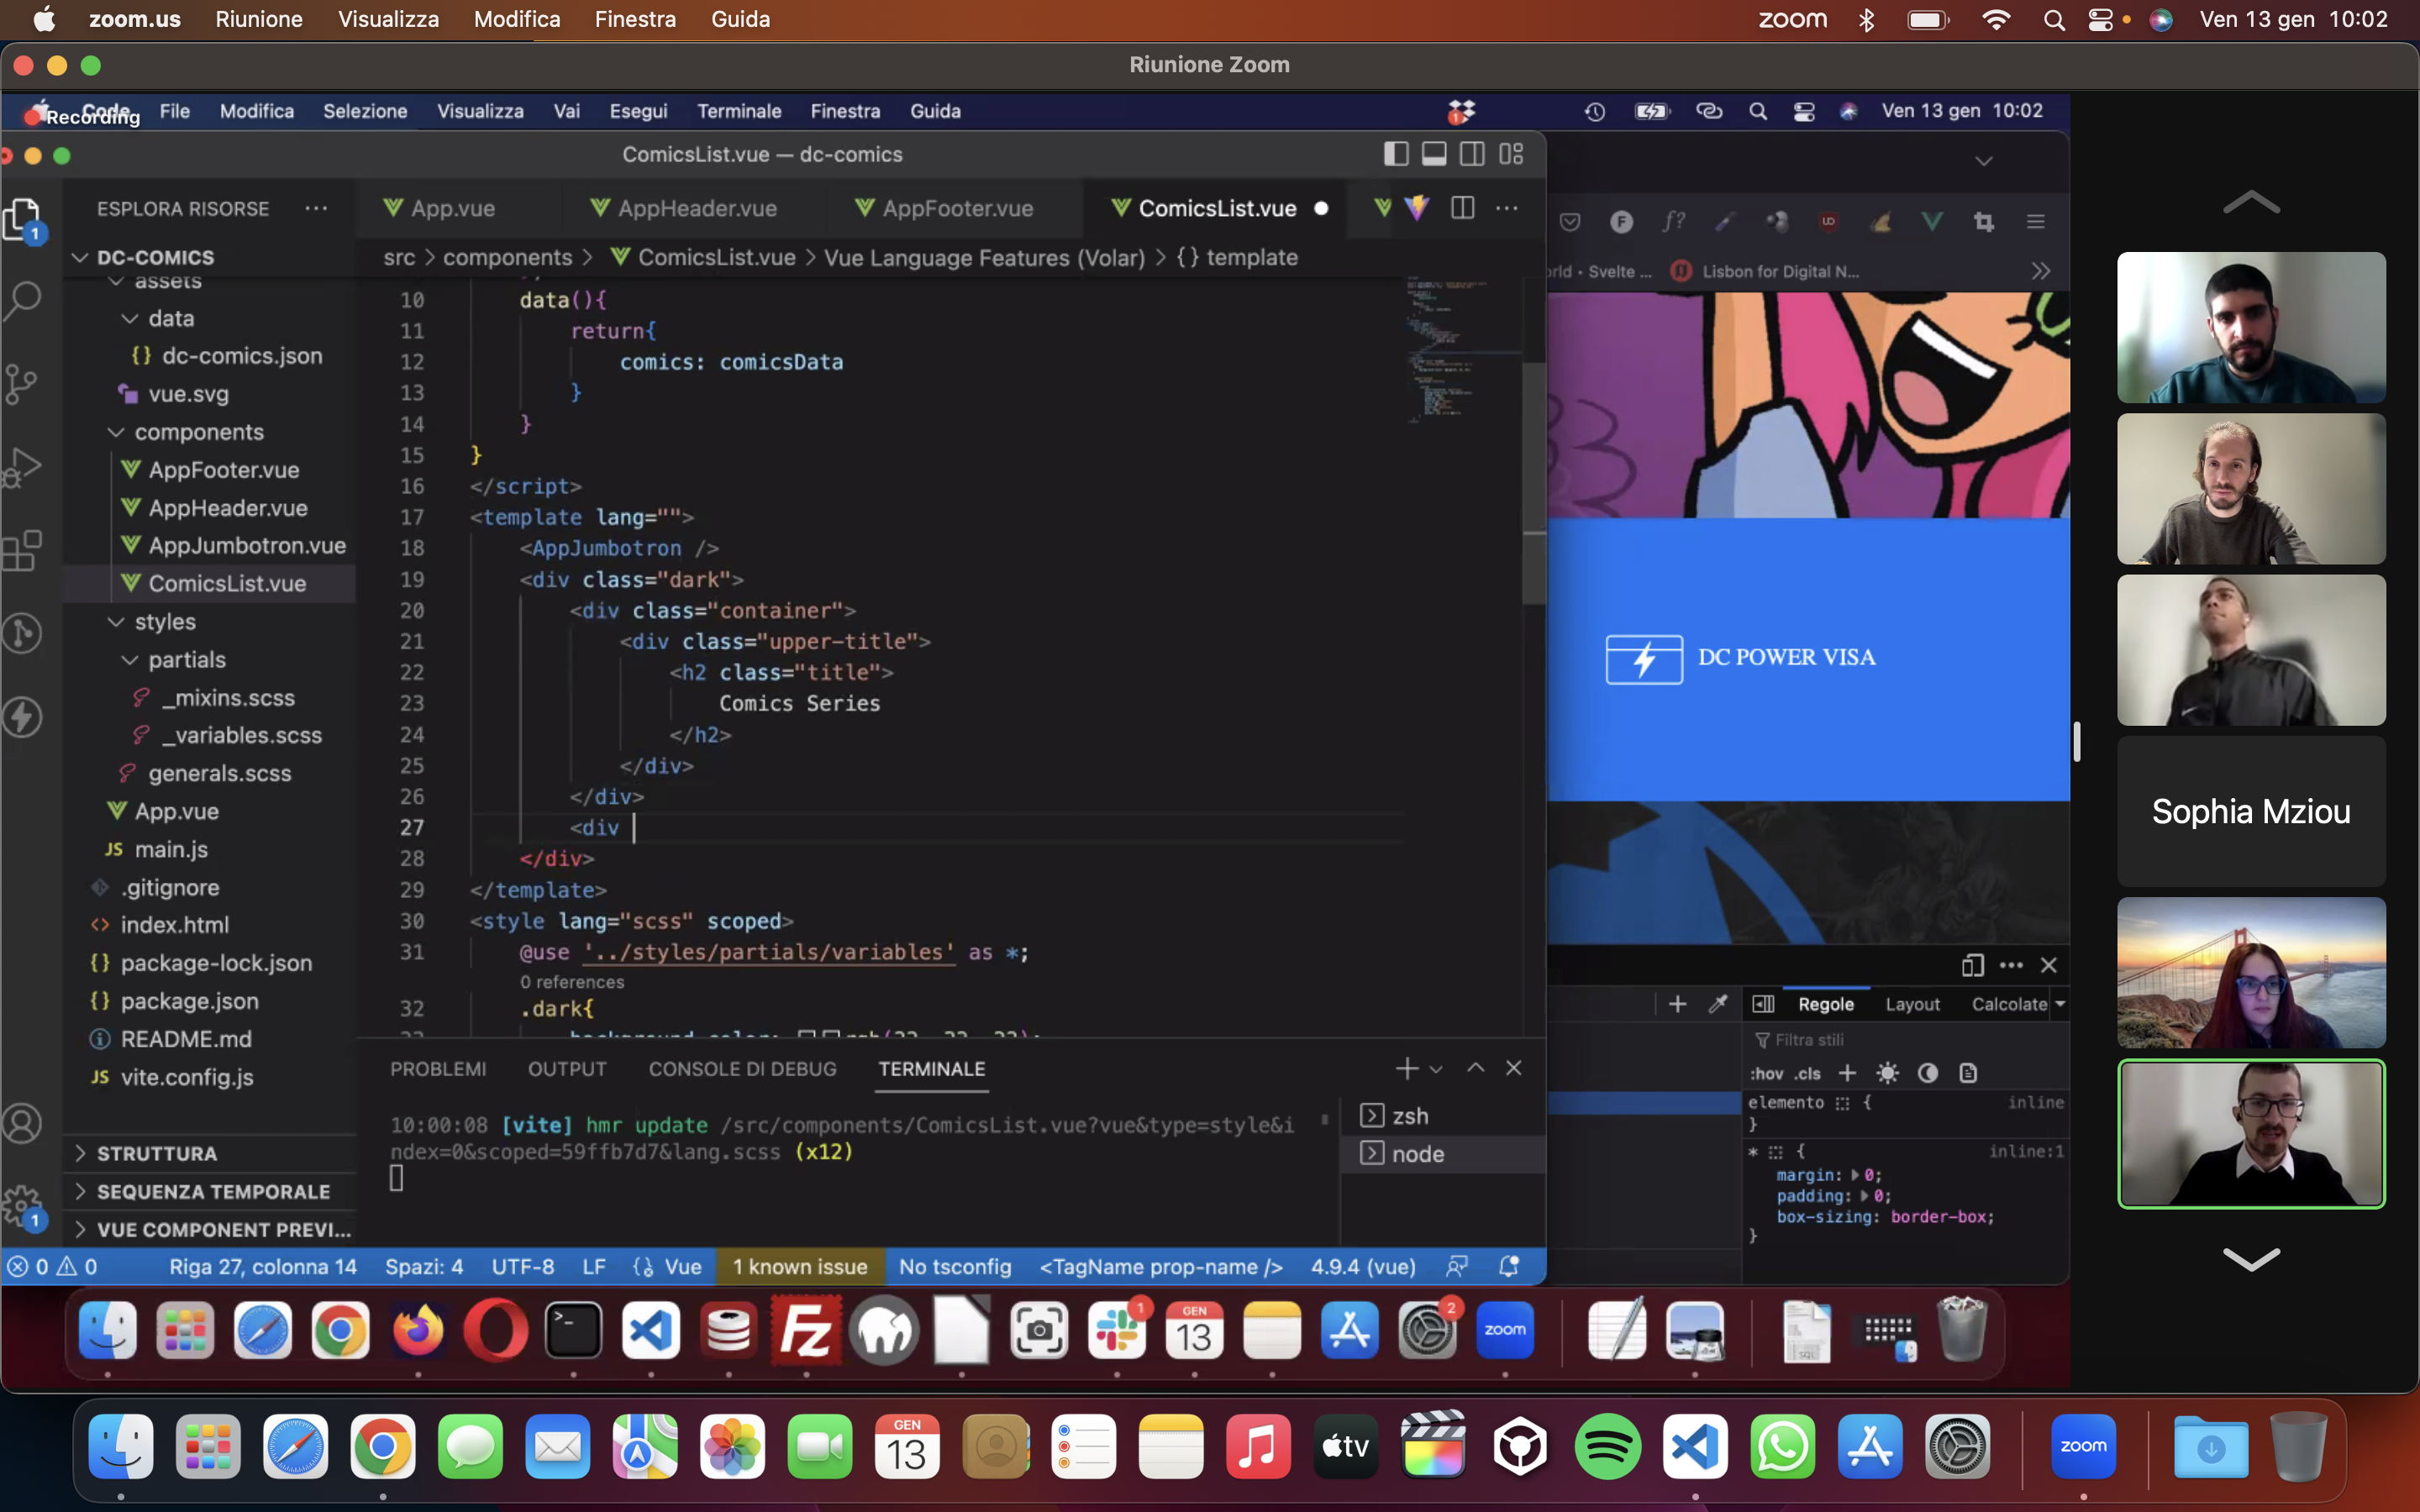 zoom.us Riunione Visualizza Modifica Finestra Guida zoom Ven 13 gen 10:02
Riunione Zoom
Recording Code File Modifica Selezione Visualizza Vai Esegui Terminale Finestra Guida 1 Ven 13 gen 10:02
ComicsList.vue — dc-comics
ESPLORA RISORSE ···
App.vue AppHeader.vue AppFooter.vue ComicsList.vue
1
DC-COMICS
src > components > ComicsList.vue > Vue Language Features (Volar) > {} template
Svelte ... Lisbon for Digital N...
assets
data
dc-comics.json
vue.svg
components
AppFooter.vue
AppHeader.vue
AppJumbotron.vue
ComicsList.vue
styles
partials
_mixins.scss
_variables.scss
generals.scss
App.vue
JS main.js
.gitignore
index.html
{} package-lock.json
{} package.json
README.md
JS vite.config.js
STRUTTURA
SEQUENZA TEMPORALE
VUE COMPONENT PREVI...
10 data(){
11 return{
12 comics: comicsData
13 }
14 }
15 }
16 </script>
17 <template lang="">
18 <AppJumbotron />
19 <div class="dark">
20 <div class="container">
21 <div class="upper-title">
22 <h2 class="title">
23 Comics Series
24 </h2>
25 </div>
26 </div>
27 <div
28 </div>
29 </template>
30 <style lang="scss" scoped>
31 @use '../styles/partials/variables' as *;
0 references
32 .dark{
PROBLEMI OUTPUT CONSOLE DI DEBUG TERMINALE
10:00:08 [vite] hmr update /src/components/ComicsList.vue?vue&type=style&i
ndex=0&scoped=59ffb7d7&lang.scss (x12)
zsh
node
1
0 0 Riga 27, colonna 14 Spazi: 4 UTF-8 LF Vue 1 known issue No tsconfig <TagName prop-name /> 4.9.4 (vue)
DC POWER VISA
Regole Layout Calcolate
Filtra stili
:hov .cls
elemento { inline
}
* { inline:1
margin: 0;
padding: 0;
box-sizing: border-box;
}
Sophia Mziou
Fz 1 GEN 13 2 zoom SQL
GEN 13 tv zoom